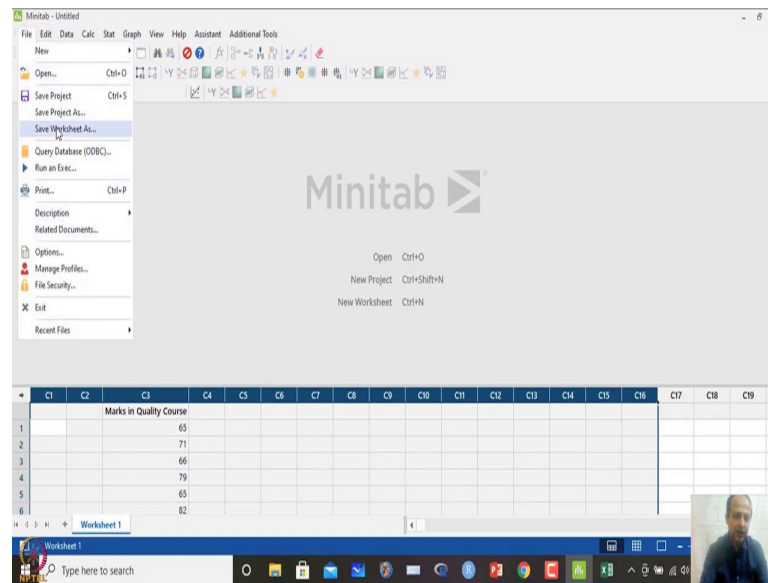 Minitab - Untitled
File Edit Data Calc Stat Graph View Help Assistant Additional Tools
New
Open... Ctrl+O
Save Project Ctrl+S
Save Project As...
Save Worksheet As...
Query Database (ODBC)...
Run an Exec...
Print... Ctrl+P
Description
Related Documents...
Options...
Manage Profiles...
File Security...
Exit
Recent Files
Minitab
Open Ctrl+O
New Project Ctrl+Shift+N
New Worksheet Ctrl+N
C1 C2 C3 C4 C5 C6 C7 C8 C9 C10 C11 C12 C13 C14 C15 C16 C17 C18 C19
Marks in Quality Course
1 65
2 71
3 66
4 79
5 65
6 82
Worksheet 1
Worksheet 1
Type here to search
NPTEL